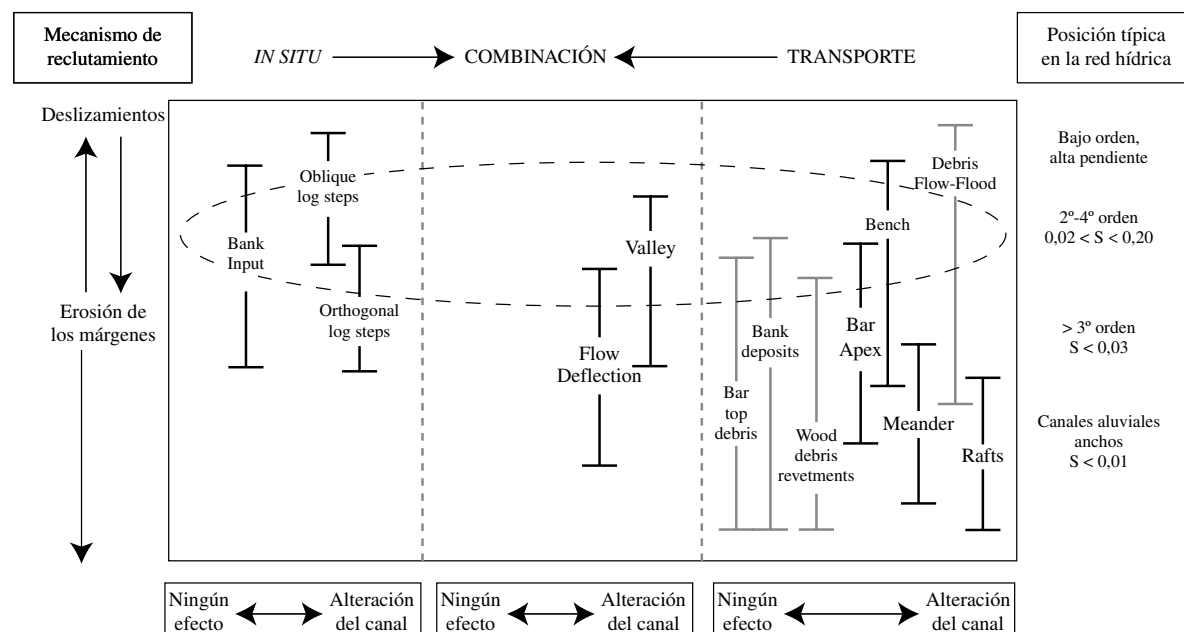 Mecanismo de
reclutamiento
IN SITU
COMBINACIÓN
TRANSPORTE
Posición típica
en la red hídrica
Deslizamientos
Erosión de
los márgenes
Bank
Input
Oblique
log steps
Orthogonal
log steps
Flow
Deflection
Valley
Bar
top
debris
Bank
deposits
Wood
debris
revetments
Bar
Apex
Bench
Meander
Debris
Flow-Flood
Rafts
Bajo orden,
alta pendiente
2º-4º orden
0,02 < S < 0,20
> 3º orden
S < 0,03
Canales aluviales
anchos
S < 0,01
Ningún
efecto
Alteración
del canal
Ningún
efecto
Alteración
del canal
Ningún
efecto
Alteración
del canal